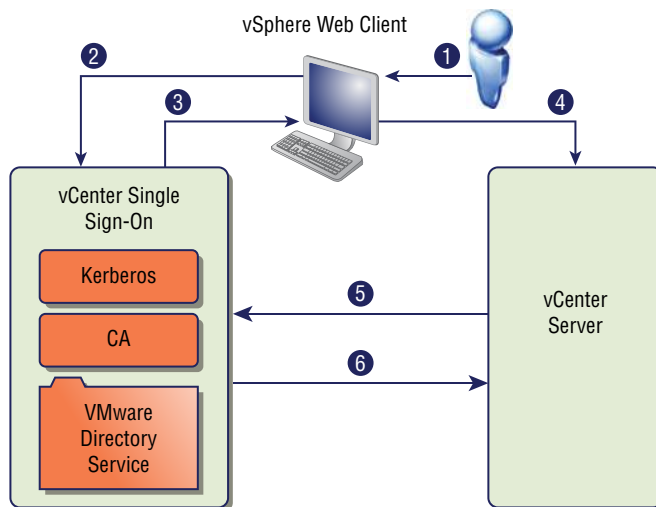 vSphere Web Client
1
2
3
4
vCenter Single
Sign-On
Kerberos
CA
VMware
Directory
Service
5
6
vCenter
Server